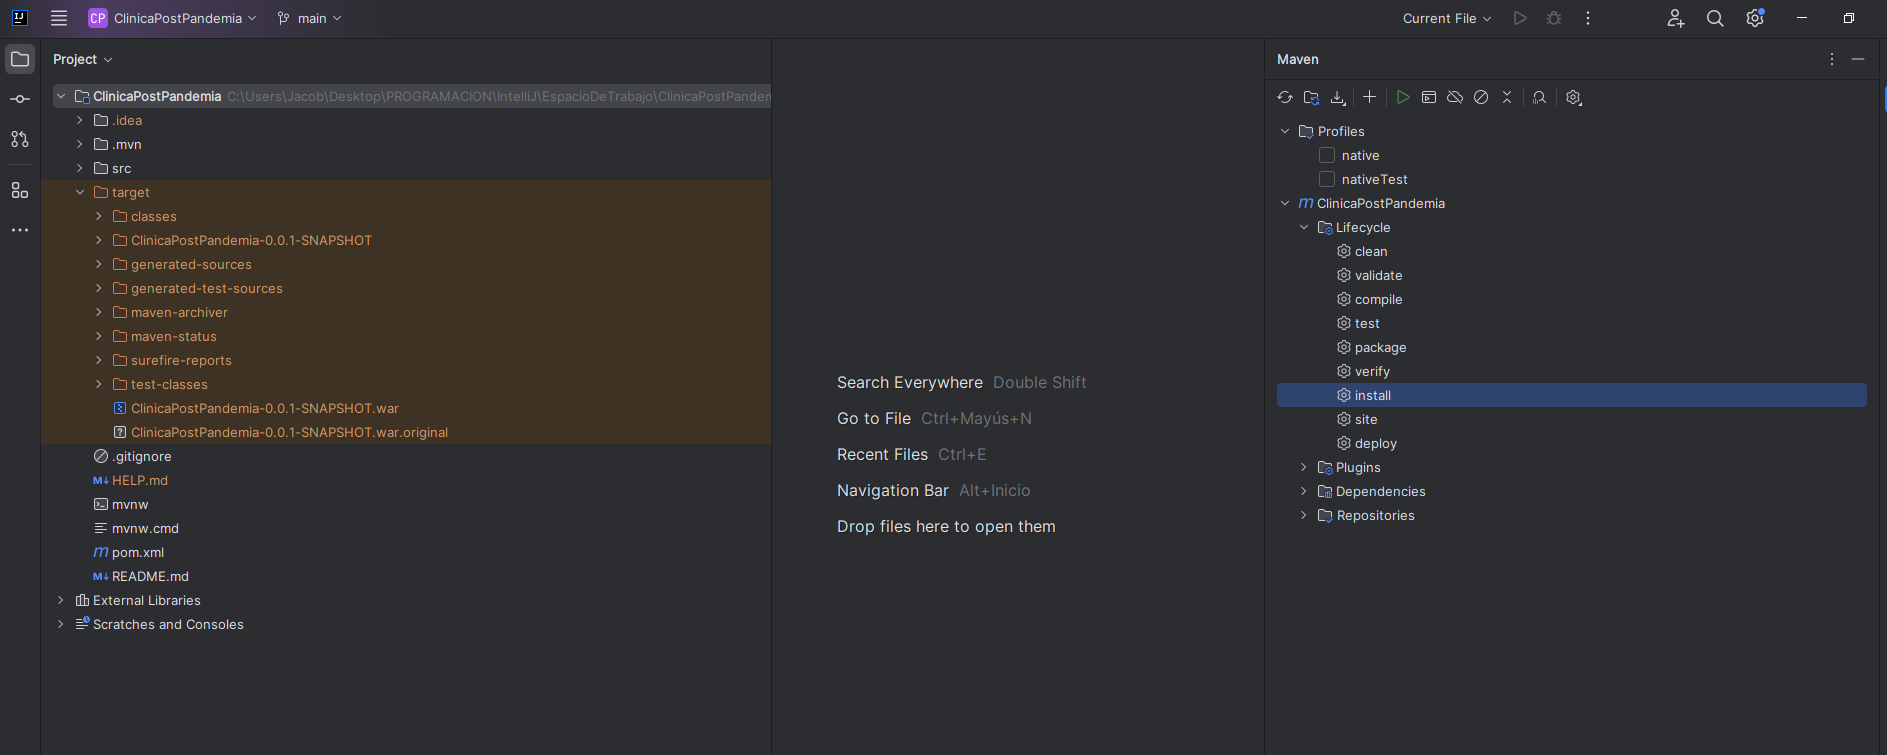 CP ClinicaPostPandemia main Current File
Project
ClinicaPostPandemia C:\Users\Jacob\Desktop\PROGRAMACION\IntelliJ\EspacioDeTrabajo\ClinicaPostPandem
.idea
.mvn
src
target
classes
ClinicaPostPandemia-0.0.1-SNAPSHOT
generated-sources
generated-test-sources
maven-archiver
maven-status
surefire-reports
test-classes
ClinicaPostPandemia-0.0.1-SNAPSHOT.war
ClinicaPostPandemia-0.0.1-SNAPSHOT.war.original
.gitignore
HELP.md
mvnw
mvnw.cmd
pom.xml
README.md
External Libraries
Scratches and Consoles
Search Everywhere Double Shift
Go to File Ctrl+Mayús+N
Recent Files Ctrl+E
Navigation Bar Alt+Inicio
Drop files here to open them
Maven
Profiles
native
nativeTest
ClinicaPostPandemia
Lifecycle
clean
validate
compile
test
package
verify
install
site
deploy
Plugins
Dependencies
Repositories